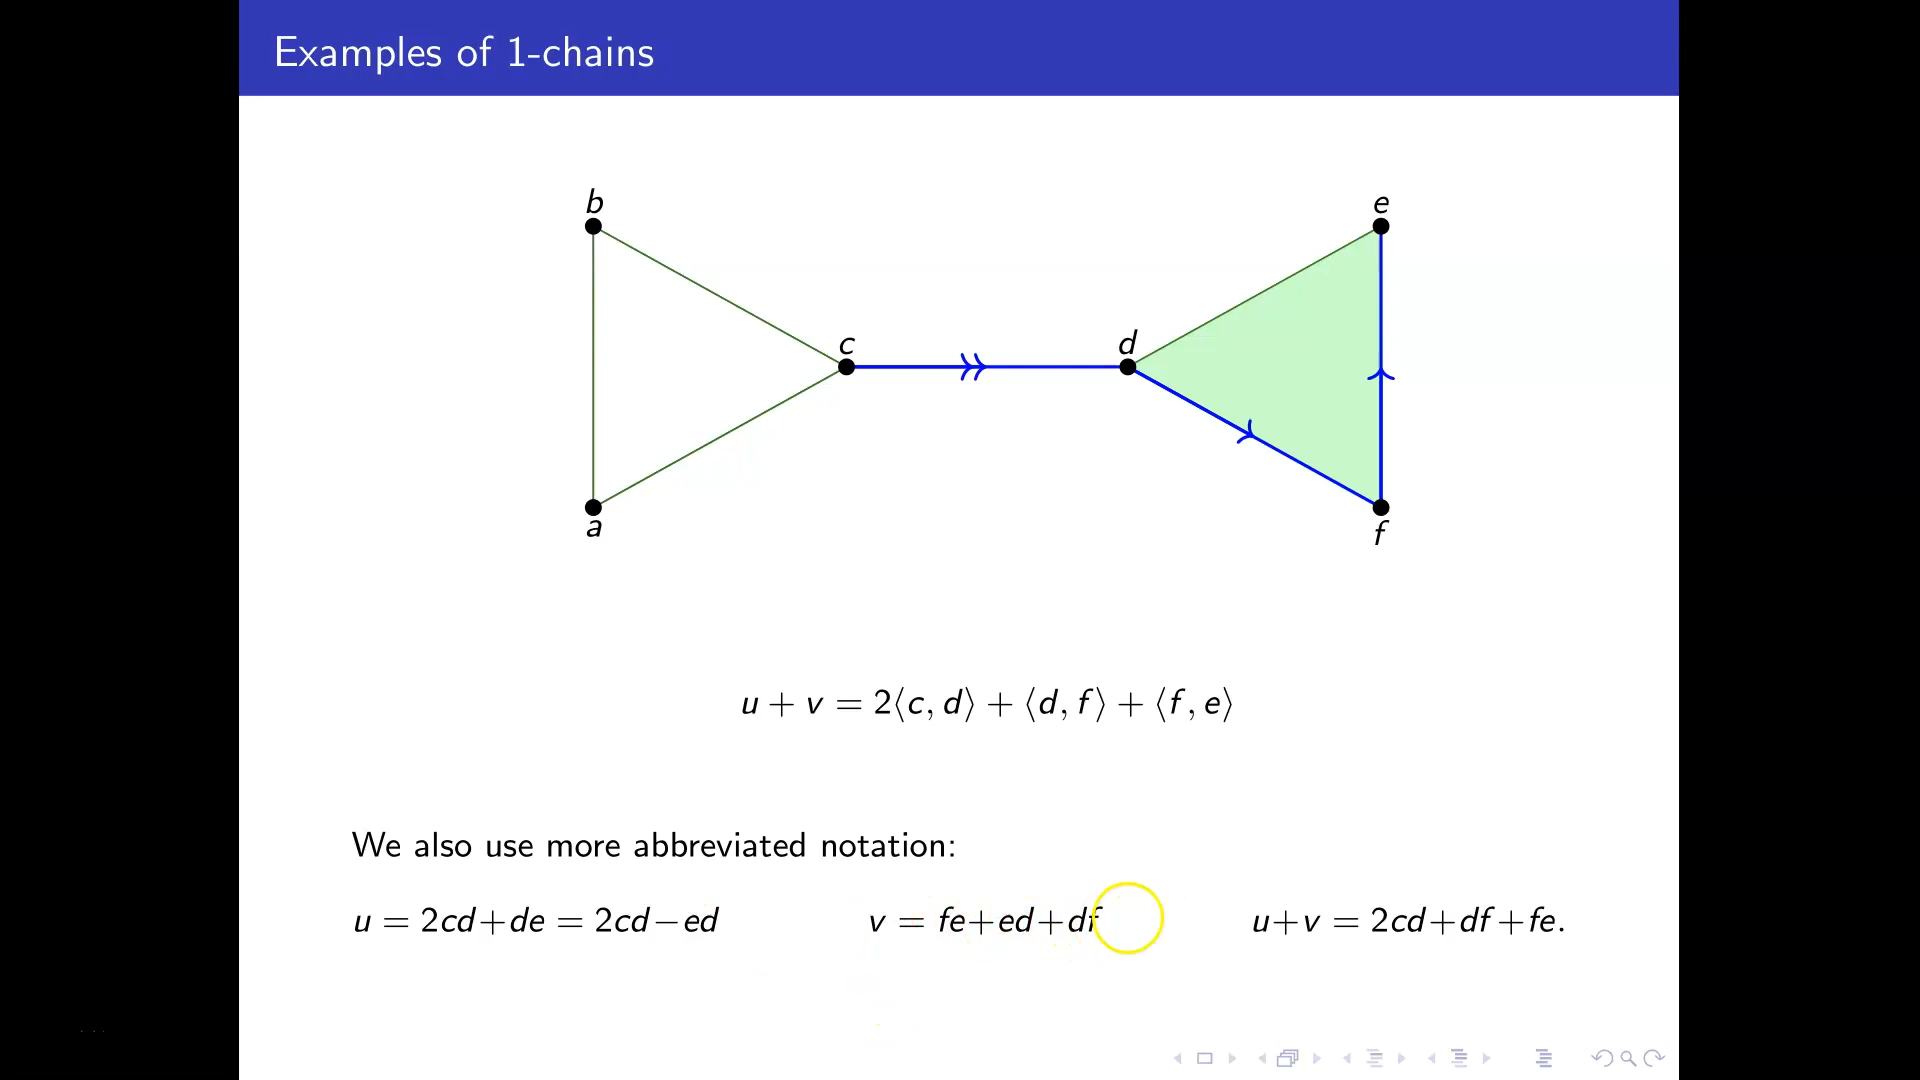 Examples of 1-chains
b
e
c
d
a
f
u + v = 2⟨c, d⟩ + ⟨d, f⟩ + ⟨f, e⟩
We also use more abbreviated notation:
u = 2cd+de = 2cd−ed v = fe+ed+df u+v = 2cd+df+fe.